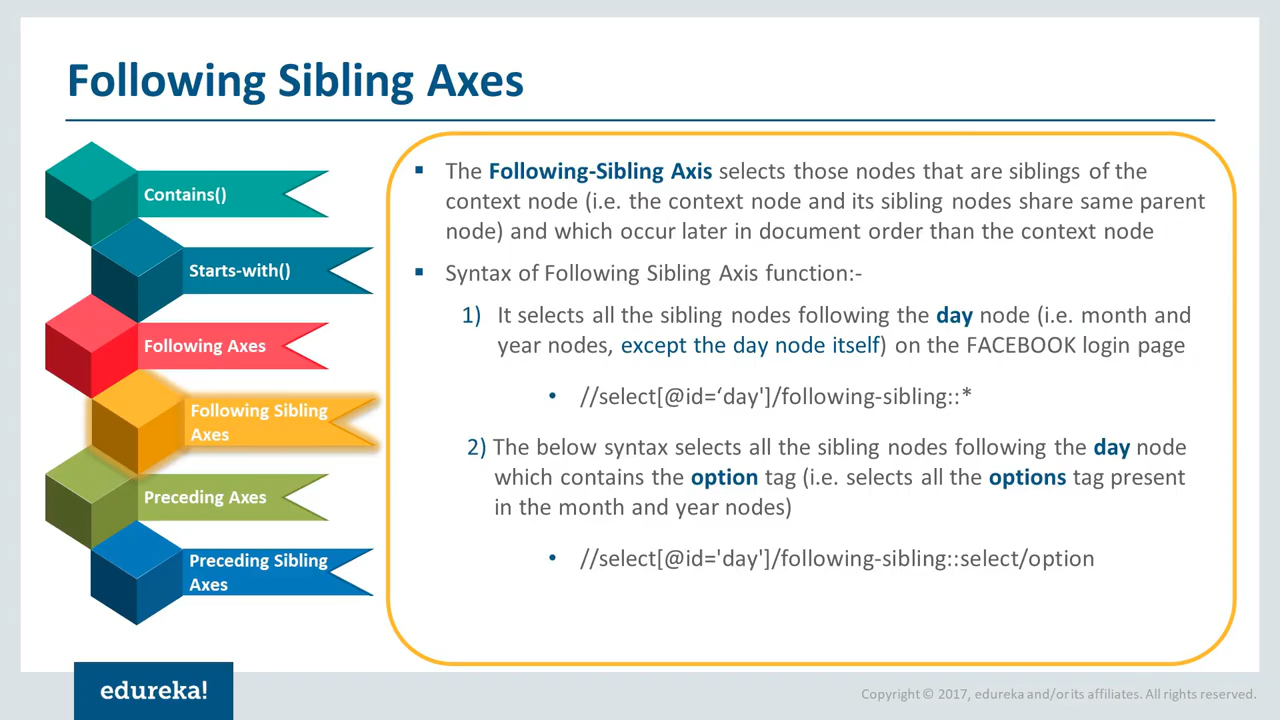 Following Sibling Axes
Contains()
Starts-with()
Following Axes
Following Sibling
Axes
Preceding Axes
Preceding Sibling
Axes
▪ The Following-Sibling Axis selects those nodes that are siblings of the
context node (i.e. the context node and its sibling nodes share same parent
node) and which occur later in document order than the context node
▪ Syntax of Following Sibling Axis function:-
1) It selects all the sibling nodes following the day node (i.e. month and
year nodes, except the day node itself) on the FACEBOOK login page
• //select[@id=‘day']/following-sibling::*
2) The below syntax selects all the sibling nodes following the day node
which contains the option tag (i.e. selects all the options tag present
in the month and year nodes)
• //select[@id='day']/following-sibling::select/option
edureka!
Copyright © 2017, edureka and/or its affiliates. All rights reserved.